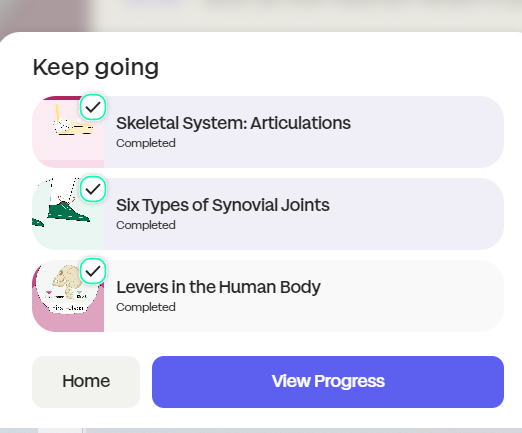 Keep going
Skeletal System: Articulations
Completed
Six Types of Synovial Joints
Completed
Levers in the Human Body
Completed
Home
View Progress